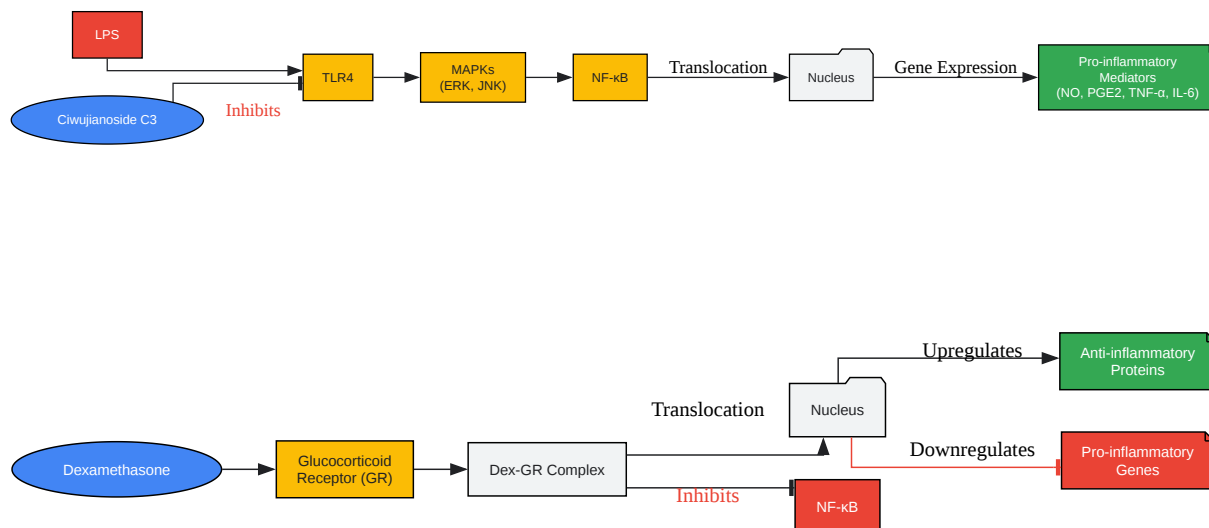 LPS
TLR4
MAPKs
(ERK, JNK)
NF-κB
Translocation
Nucleus
Gene Expression
Pro-inflammatory
Mediators
(NO, PGE2, TNF-α, IL-6)
Ciwujianoside C3
Inhibits
Upregulates
Anti-inflammatory
Proteins
Translocation
Nucleus
Downregulates
Pro-inflammatory
Genes
Dexamethasone
Glucocorticoid
Receptor (GR)
Dex-GR Complex
Inhibits
NF-κB